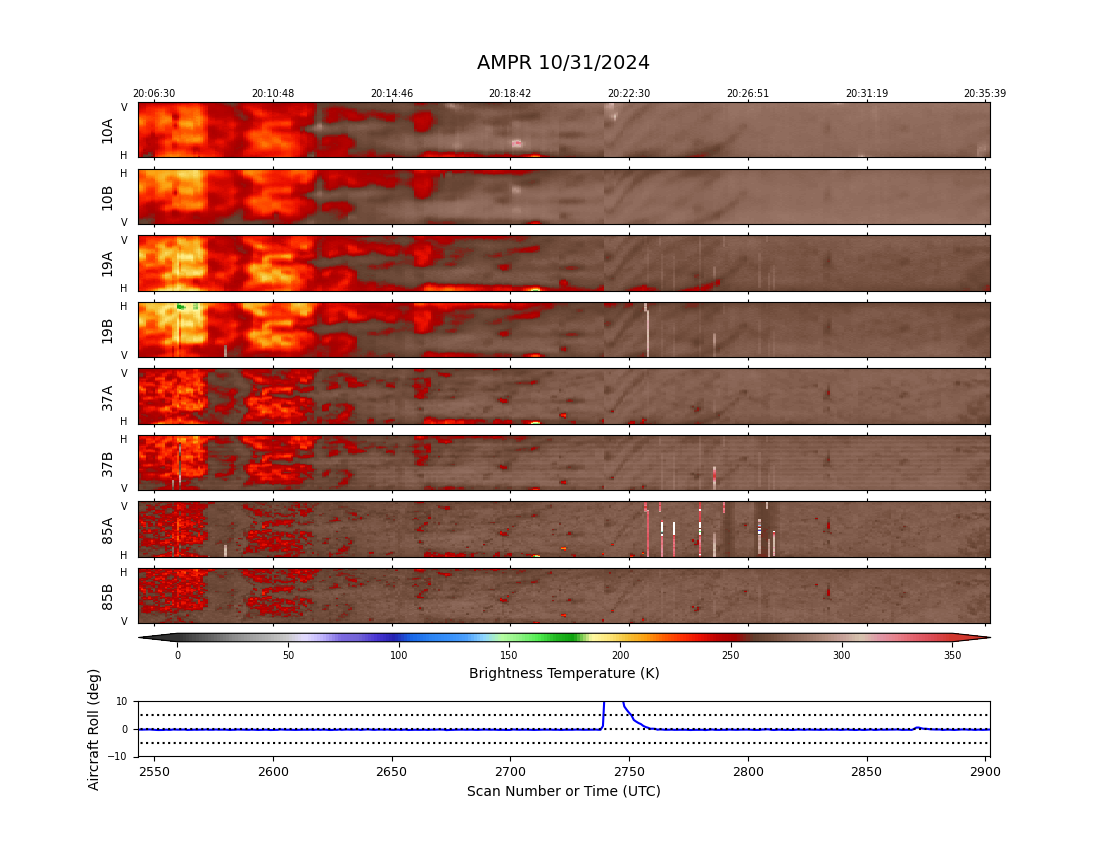 AMPR 10/31/2024
20:06:30 20:10:48 20:14:46 20:18:42 20:22:30 20:26:51 20:31:19 20:35:39
V
10A
H
H
10B
V
V
19A
H
H
19B
V
V
37A
H
H
37B
V
V
85A
H
H
85B
V
0 50 100 150 200 250 300 350
Brightness Temperature (K)
Aircraft Roll (deg)
10
0
−10
2550 2600 2650 2700 2750 2800 2850 2900
Scan Number or Time (UTC)